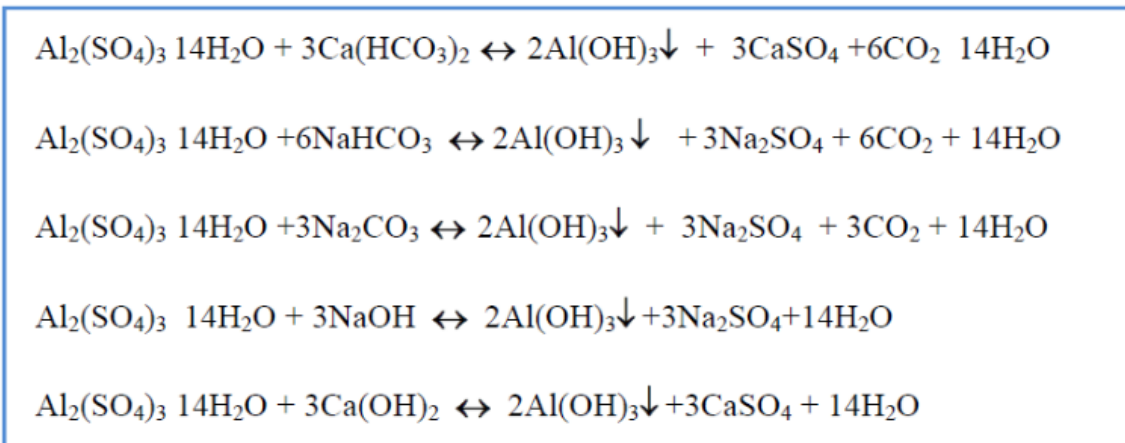 Al₂(SO₄)₃ 14H₂O + 3Ca(HCO₃)₂ ↔ 2Al(OH)₃↓ + 3CaSO₄ +6CO₂ 14H₂O
Al₂(SO₄)₃ 14H₂O +6NaHCO₃ ↔ 2Al(OH)₃↓ + 3Na₂SO₄ + 6CO₂ + 14H₂O
Al₂(SO₄)₃ 14H₂O +3Na₂CO₃ ↔ 2Al(OH)₃↓ + 3Na₂SO₄ + 3CO₂ + 14H₂O
Al₂(SO₄)₃ 14H₂O + 3NaOH ↔ 2Al(OH)₃↓ +3Na₂SO₄+14H₂O
Al₂(SO₄)₃ 14H₂O + 3Ca(OH)₂ ↔ 2Al(OH)₃↓ +3CaSO₄ + 14H₂O